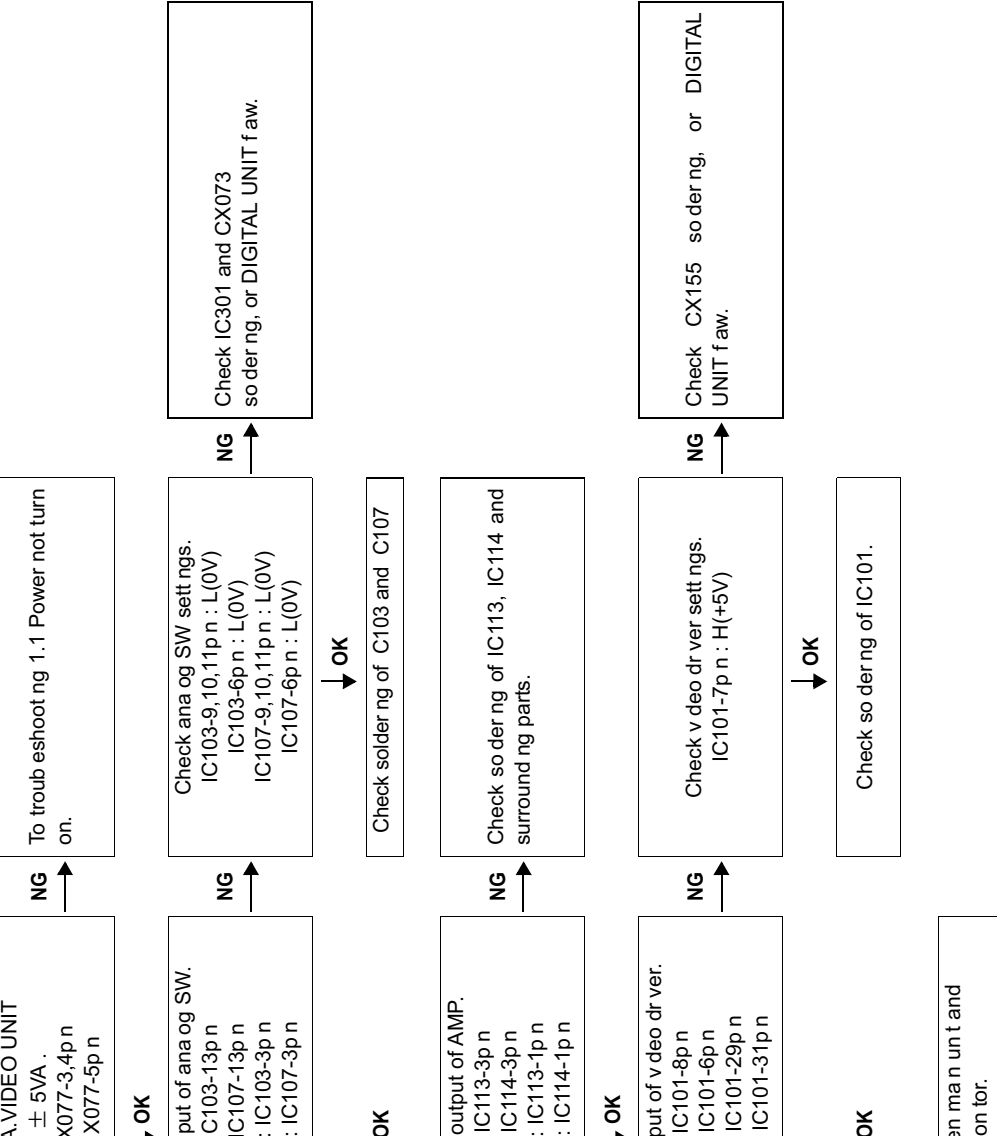 A.VIDEO UNIT
± 5VA .
X077-3,4p n
X077-5p n
NG
To troub eshoot ng 1.1 Power not turn
on.
OK
put of ana og SW.
C103-13p n
IC107-13p n
: IC103-3p n
: IC107-3p n
NG
Check ana og SW sett ngs.
IC103-9,10,11p n : L(0V)
IC103-6p n : L(0V)
IC107-9,10,11p n : L(0V)
IC107-6p n : L(0V)
NG
Check IC301 and CX073
so der ng, or DIGITAL UNIT f aw.
OK
Check solder ng of C103 and C107
OK
output of AMP.
IC113-3p n
IC114-3p n
: IC113-1p n
: IC114-1p n
NG
Check so der ng of IC113, IC114 and
surround ng parts.
OK
put of v deo dr ver.
IC101-8p n
IC101-6p n
IC101-29p n
IC101-31p n
NG
Check v deo dr ver sett ngs.
IC101-7p n : H(+5V)
NG
Check CX155 so der ng, or DIGITAL
UNIT f aw.
OK
Check so der ng of IC101.
OK
en ma n un t and
on tor.